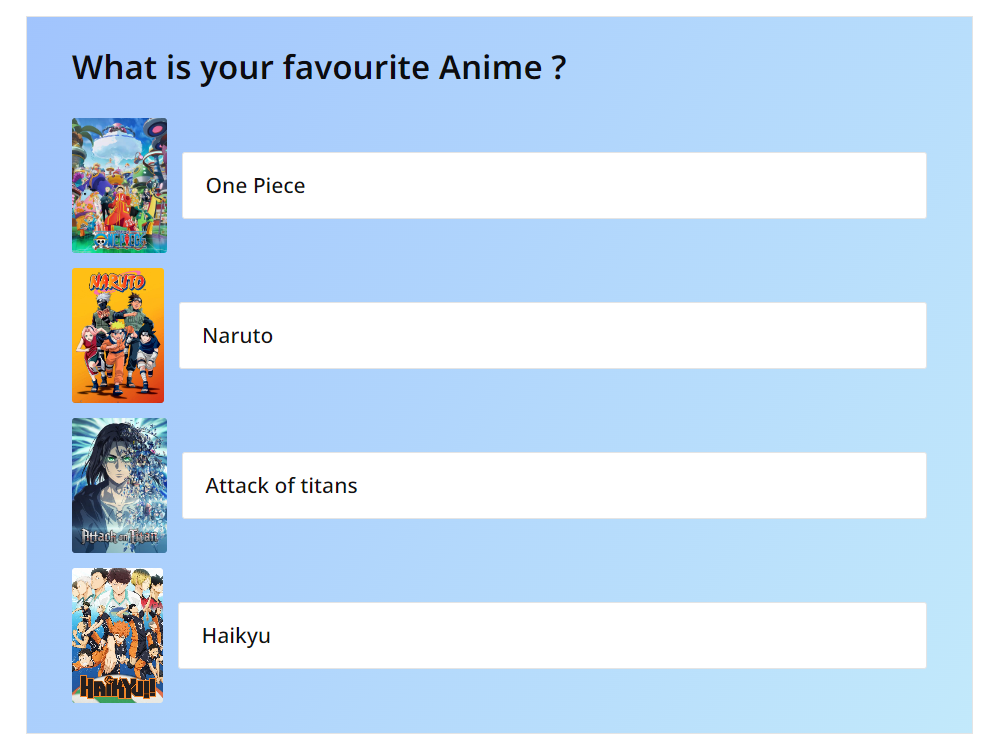 What is your favourite Anime ?
ONE PIECE
One Piece
NARUTO
Naruto
Attack on Titan
Attack of titans
HAIKYU!!
Haikyu